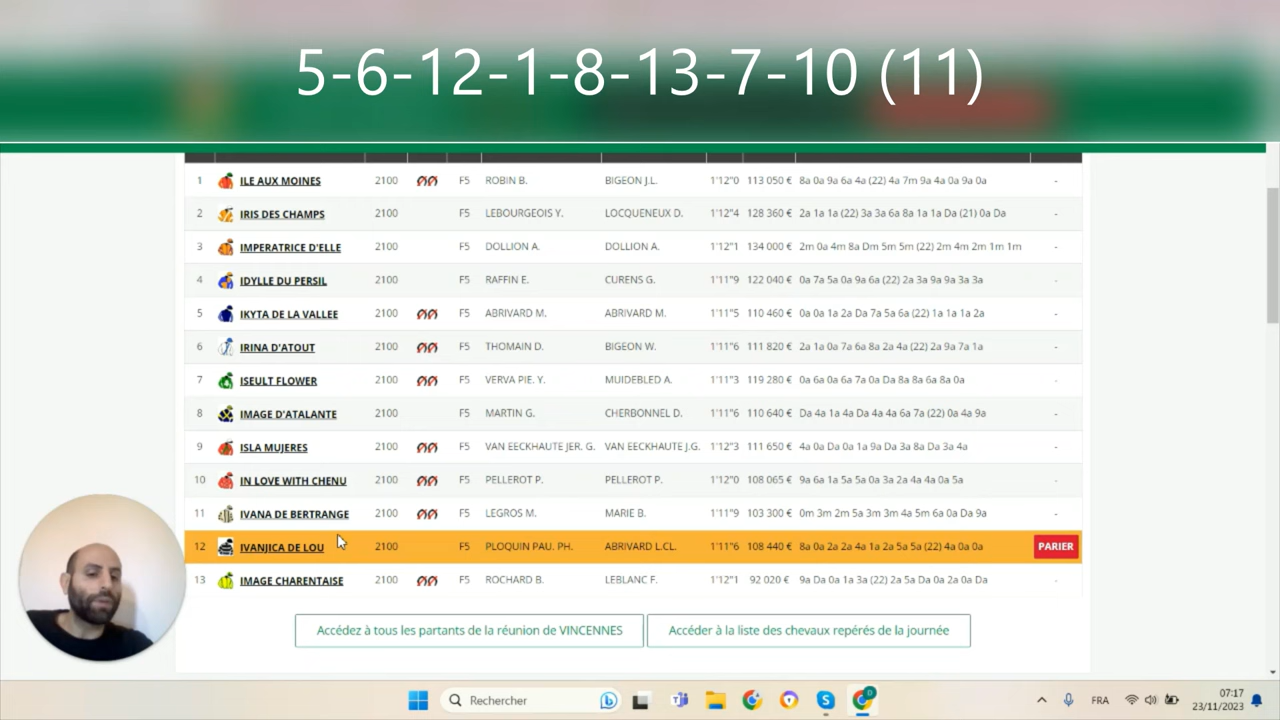 5-6-12-1-8-13-7-10 (11)
1 ILE AUX MOINES 2100 F5 ROBIN B. BIGEON J.L. 1'12"0 113 050 € 8a 0a 9a 6a 4a (22) 4a 7m 9a 4a 0a 9a 0a -
2 IRIS DES CHAMPS 2100 F5 LEBOURGEOIS Y. LOCQUENEUX D. 1'12"4 128 360 € 2a 1a 1a (22) 3a 3a 6a 8a 1a 1a Da (21) 0a Da -
3 IMPERATRICE D'ELLE 2100 F5 DOLLION A. DOLLION A. 1'12"1 134 000 € 2m 0a 4m 8a Dm 5m 5m (22) 2m 4m 2m 1m 1m -
4 IDYLLE DU PERSIL 2100 F5 RAFFIN E. CURENS G. 1'11"9 122 040 € 0a 7a 5a 0a 9a 6a (22) 2a 3a 9a 9a 3a 3a -
5 IKYTA DE LA VALLEE 2100 F5 ABRIVARD M. ABRIVARD M. 1'11"5 110 460 € 0a 0a 1a 2a Da 7a 5a 6a (22) 1a 1a 1a 2a -
6 IRINA D'ATOUT 2100 F5 THOMAIN D. BIGEON W. 1'11"6 111 820 € 2a 1a 0a 7a 6a 8a 2a 4a (22) 2a 9a 7a 1a -
7 ISEULT FLOWER 2100 F5 VERVA PIE. Y. MUIDEBLED A. 1'11"3 119 280 € 0a 6a 0a 6a 7a 0a Da 8a 8a 6a 8a 0a -
8 IMAGE D'ATALANTE 2100 F5 MARTIN G. CHERBONNEL D. 1'11"6 110 640 € Da 4a 1a 4a Da 4a 4a 6a 7a (22) 0a 4a 9a -
9 ISLA MUJERES 2100 F5 VAN EECKHAUTE JER. G. VAN EECKHAUTE J.G. 1'12"3 111 650 € 4a 0a Da 0a 1a 9a Da 3a 8a Da 3a 4a -
10 IN LOVE WITH CHENU 2100 F5 PELLEROT P. PELLEROT P. 1'12"0 108 065 € 9a 6a 1a 5a 5a 0a 3a 2a 4a 4a 0a 5a -
11 IVANA DE BERTRANGE 2100 F5 LEGROS M. MARIE B. 1'11"9 103 300 € 0m 3m 2m 5a 3m 3m 4a 5m 6a 0a Da 9a -
12 IVANJICA DE LOU 2100 F5 PLOQUIN PAU. PH. ABRIVARD L.CL. 1'11"6 108 440 € 8a 0a 2a 2a 4a 1a 2a 5a 5a (22) 4a 0a 0a PARIER
13 IMAGE CHARENTAISE 2100 F5 ROCHARD B. LEBLANC F. 1'12"1 92 020 € 9a Da 0a 1a 3a (22) 2a 5a Da 0a 2a 0a Da -
Accédez à tous les partants de la réunion de VINCENNES Accéder à la liste des chevaux repérés de la journée
Rechercher FRA 07:17
23/11/2023